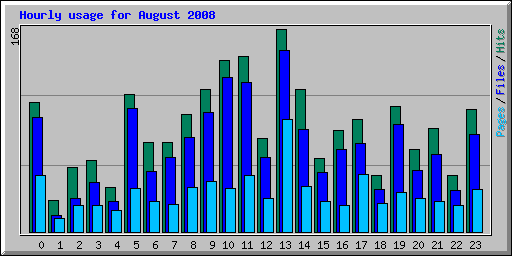 Hourly usage for August 2008
168
Pages/Files/Hits
0 1 2 3 4 5 6 7 8 9 10 11 12 13 14 15 16 17 18 19 20 21 22 23